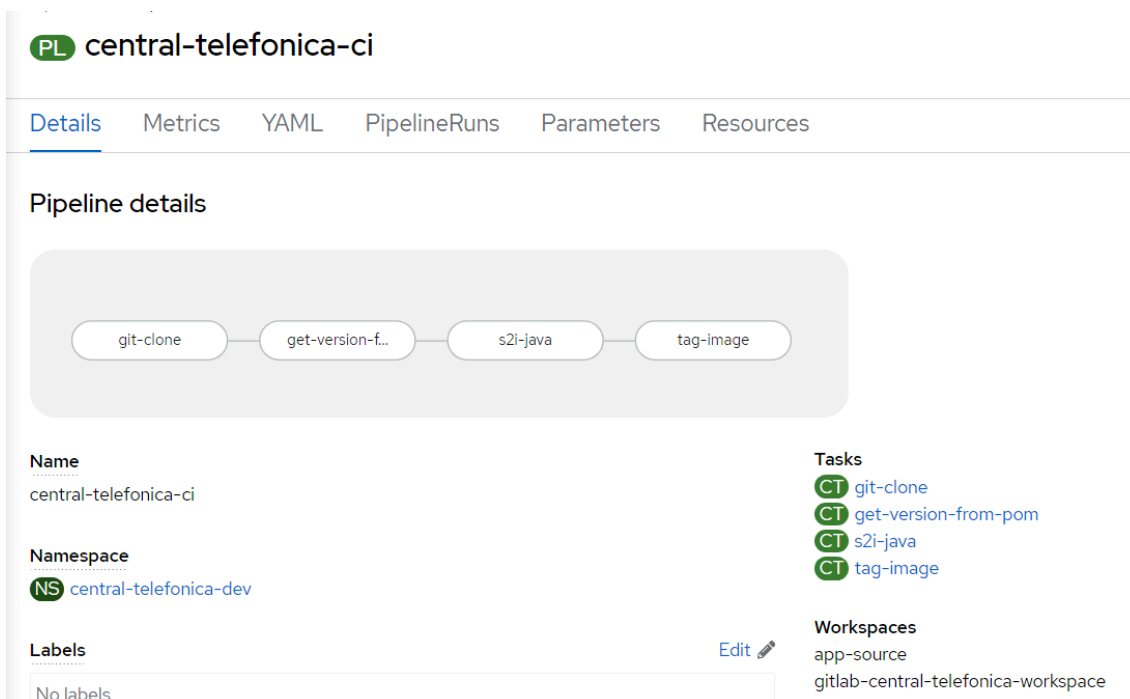 PL central-telefonica-ci
Details Metrics YAML PipelineRuns Parameters Resources
Pipeline details
git-clone get-version-f... s2i-java tag-image
Name
central-telefonica-ci
Namespace
NS central-telefonica-dev
Labels Edit
No labels
Tasks
CT git-clone
CT get-version-from-pom
CT s2i-java
CT tag-image
Workspaces
app-source
gitlab-central-telefonica-workspace